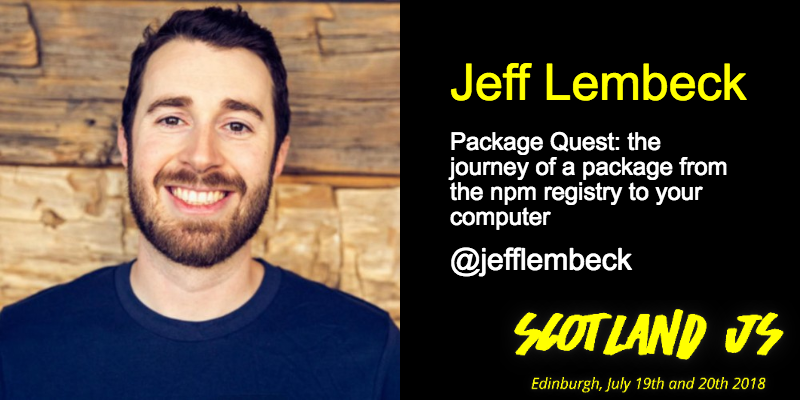 Jeff Lembeck
Package Quest: the
journey of a package from
the npm registry to your
computer
@jefflembeck
SCOTLAND JS
Edinburgh, July 19th and 20th 2018